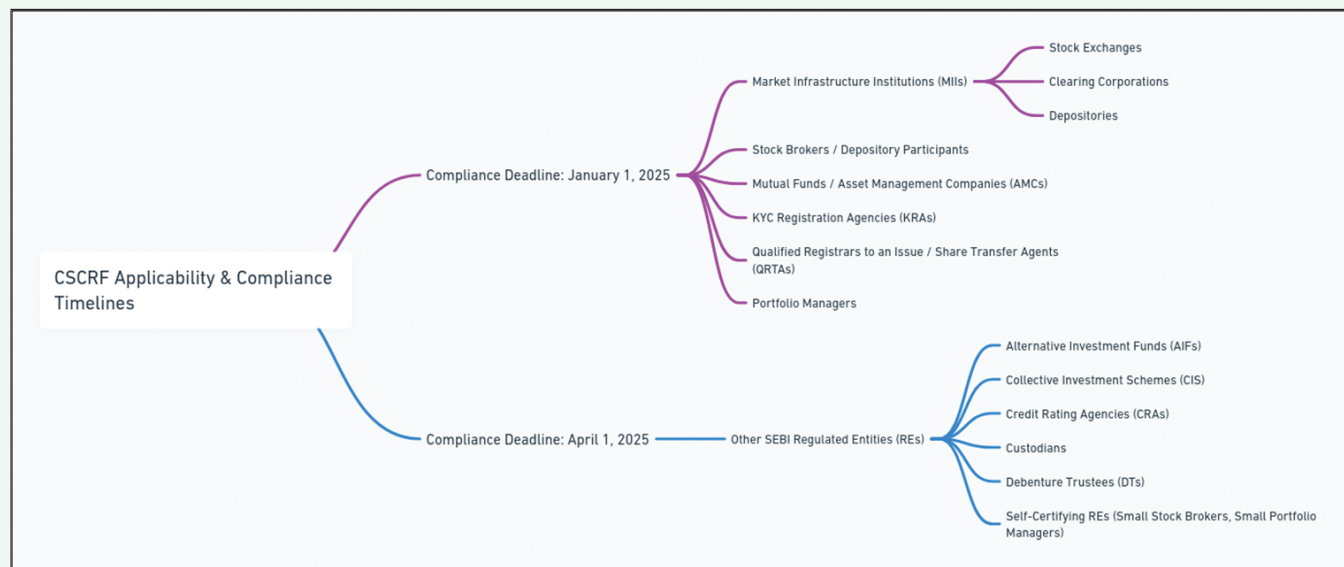 CSCRF Applicability & Compliance
Timelines
Compliance Deadline: January 1, 2025
Market Infrastructure Institutions (MIIs)
Stock Exchanges
Clearing Corporations
Depositories
Stock Brokers / Depository Participants
Mutual Funds / Asset Management Companies (AMCs)
KYC Registration Agencies (KRAs)
Qualified Registrars to an Issue / Share Transfer Agents
(QRTAs)
Portfolio Managers
Compliance Deadline: April 1, 2025
Other SEBI Regulated Entities (REs)
Alternative Investment Funds (AIFs)
Collective Investment Schemes (CIS)
Credit Rating Agencies (CRAs)
Custodians
Debenture Trustees (DTs)
Self-Certifying REs (Small Stock Brokers, Small Portfolio
Managers)